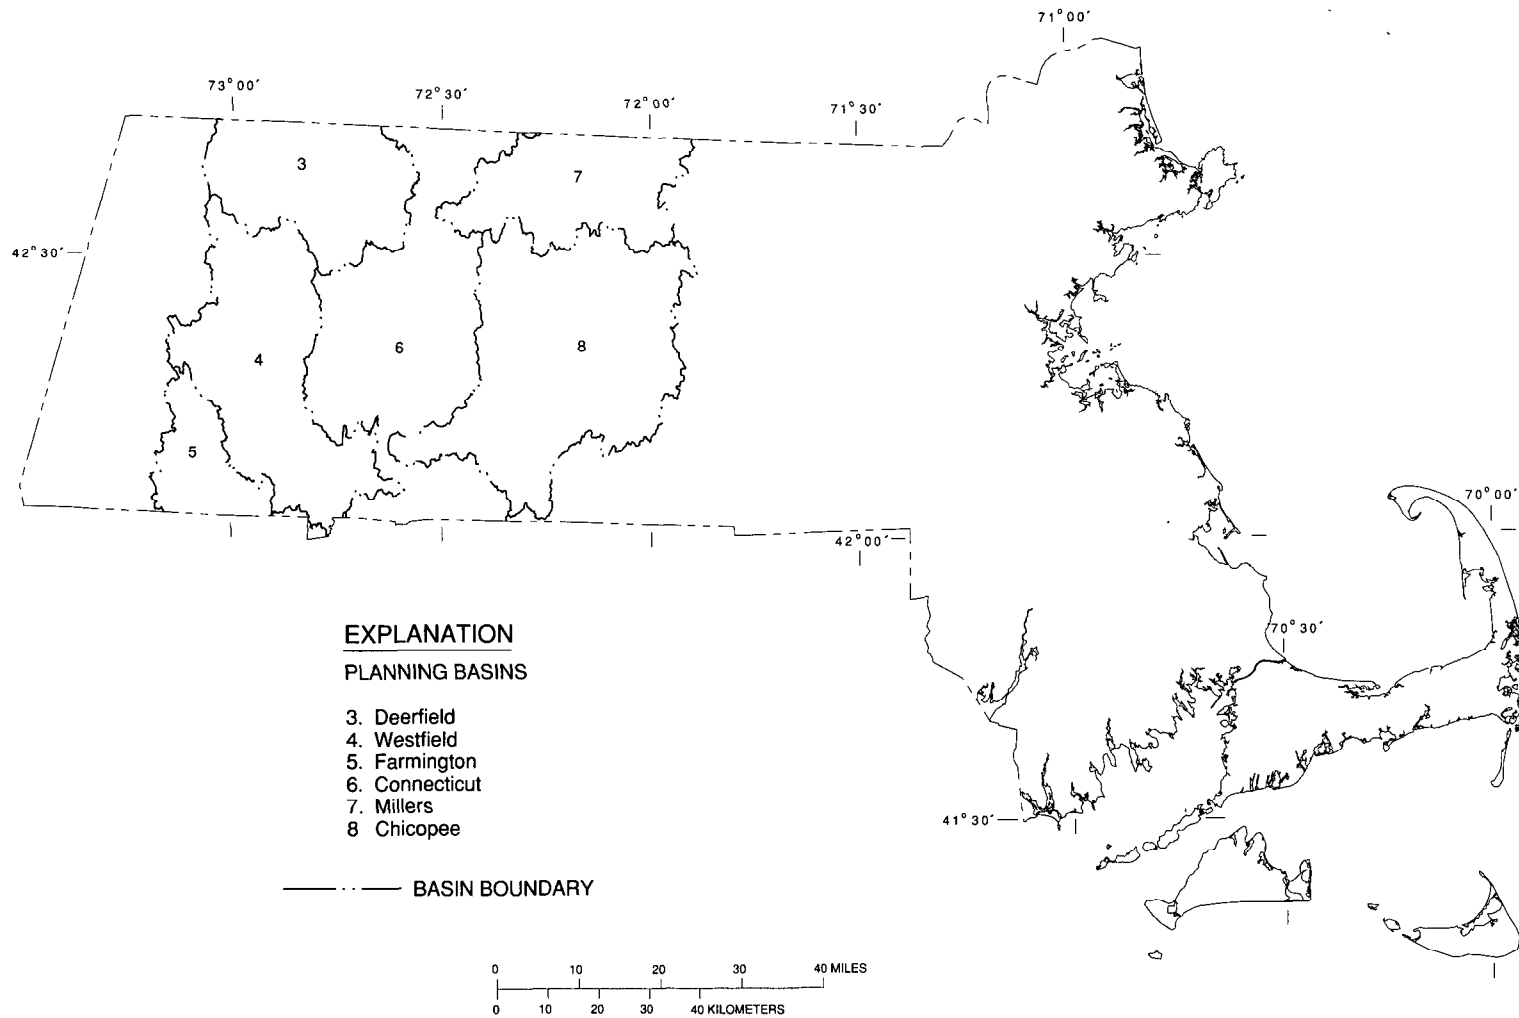 71°00′
73°00′
72°30′
72°00′
71°30′
3
7
42°30′
4
6
8
5
70°00′
42°00′
70°30′
EXPLANATION
PLANNING BASINS
3. Deerfield
4. Westfield
5. Farmington
6. Connecticut
7. Millers
8 Chicopee
41°30′
BASIN BOUNDARY
0 10 20 30 40 MILES
0 10 20 30 40 KILOMETERS